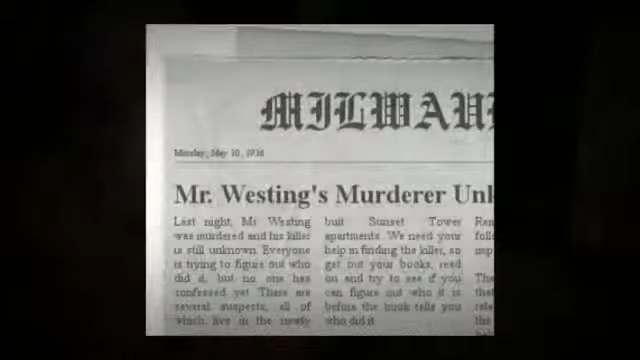 MILWAU
Monday, May 10, 1936
Mr. Westing's Murderer Unk
Last night, Mr. Westing
was murdered and his killer
is still unknown. Everyone
is trying to figure out who
did it, but no one has
confessed yet. There are
several suspects, all of
which, live in the newly
built Sunset Tower
apartments. We need your
help in finding the killer, so
get out your books, read
on and try to see if you
can figure out who it is
before the book tells you
who did it